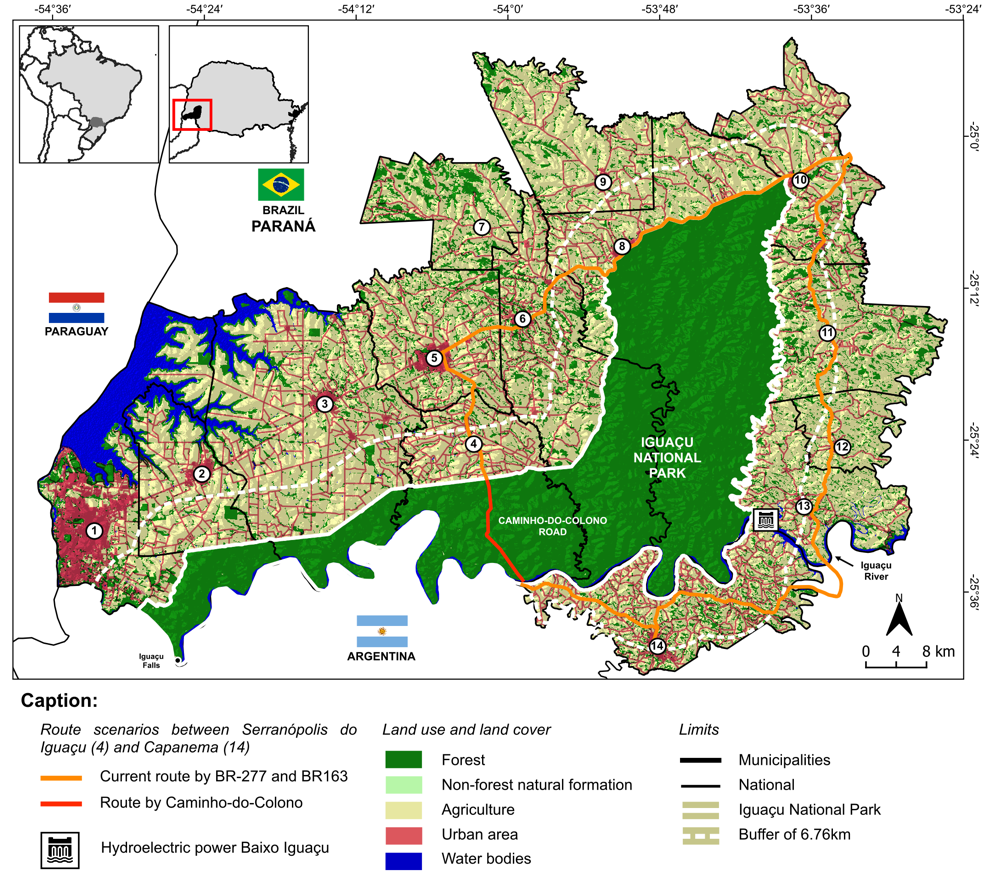 -54°36′ -54°24′ -54°12′ -54°0′ -53°48′ -53°36′ -53°24′
-25°0′
-25°12′
-25°24′
-25°36′
BRAZIL
PARANÁ
PARAGUAY
ARGENTINA
10
9
7
8
6
11
5
3
4
12
2
13
1
14
IGUAÇU
NATIONAL
PARK
CAMINHO-DO-COLONO
ROAD
Iguaçu
River
Iguaçu
Falls
N
0 4 8 km
Caption:
Route scenarios between Serranópolis do
Iguaçu (4) and Capanema (14)
Current route by BR-277 and BR163
Route by Caminho-do-Colono
Hydroelectric power Baixo Iguaçu
Land use and land cover
Forest
Non-forest natural formation
Agriculture
Urban area
Water bodies
Limits
Municipalities
National
Iguaçu National Park
Buffer of 6.76km